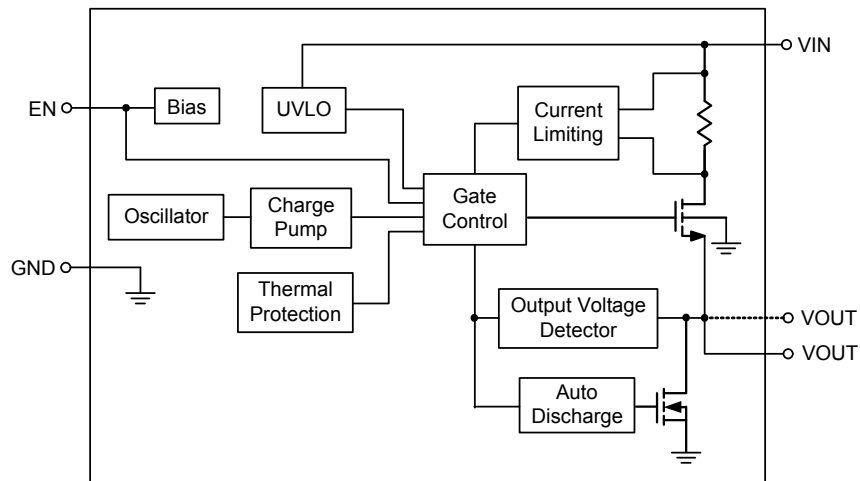 VIN
EN
Bias
UVLO
Current
Limiting
Oscillator
Charge
Pump
Gate
Control
GND
Thermal
Protection
Output Voltage
Detector
VOUT
VOUT
Auto
Discharge